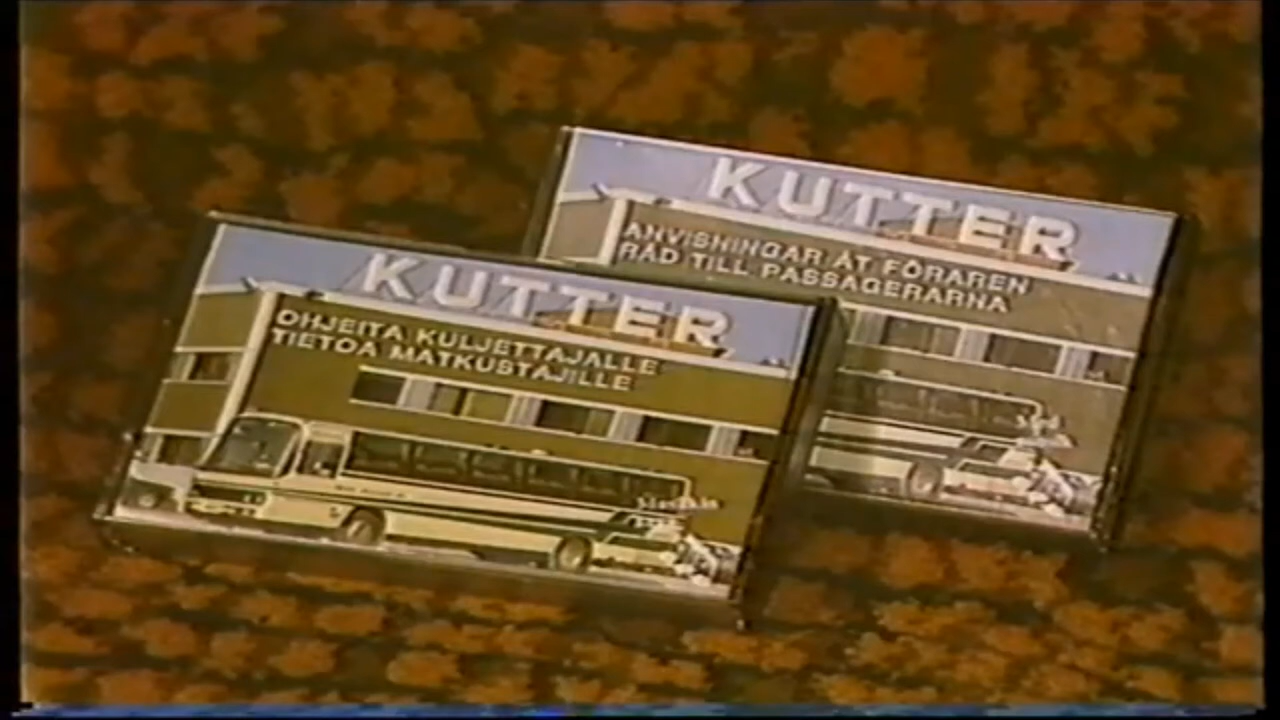 KUTTER
OHJEITA KULJETTAJALLE
TIETOA MATKUSTAJILLE
KUTTER
ANVISNINGAR ÅT FÖRAREN
RÅD TILL PASSAGERARNA